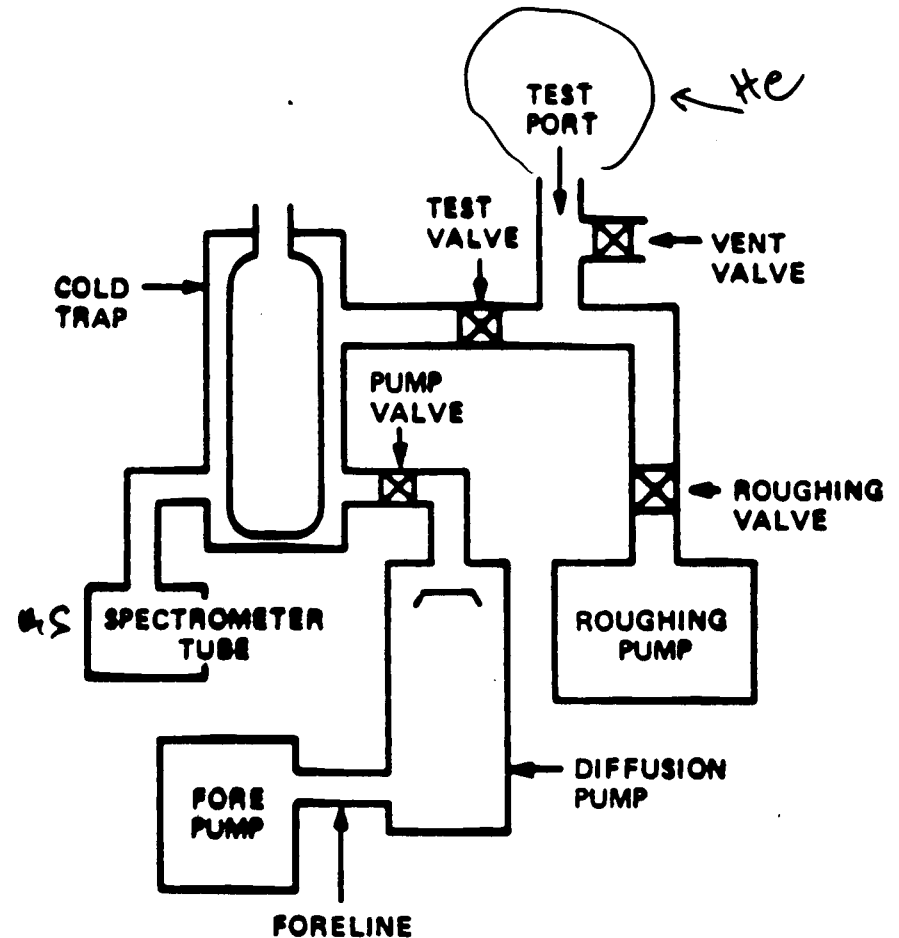 TEST
PORT
He
TEST
VALVE
VENT
VALVE
COLD
TRAP
PUMP
VALVE
ROUGHING
VALVE
SPECTROMETER
TUBE
ROUGHING
PUMP
DIFFUSION
PUMP
FORE
PUMP
FORELINE